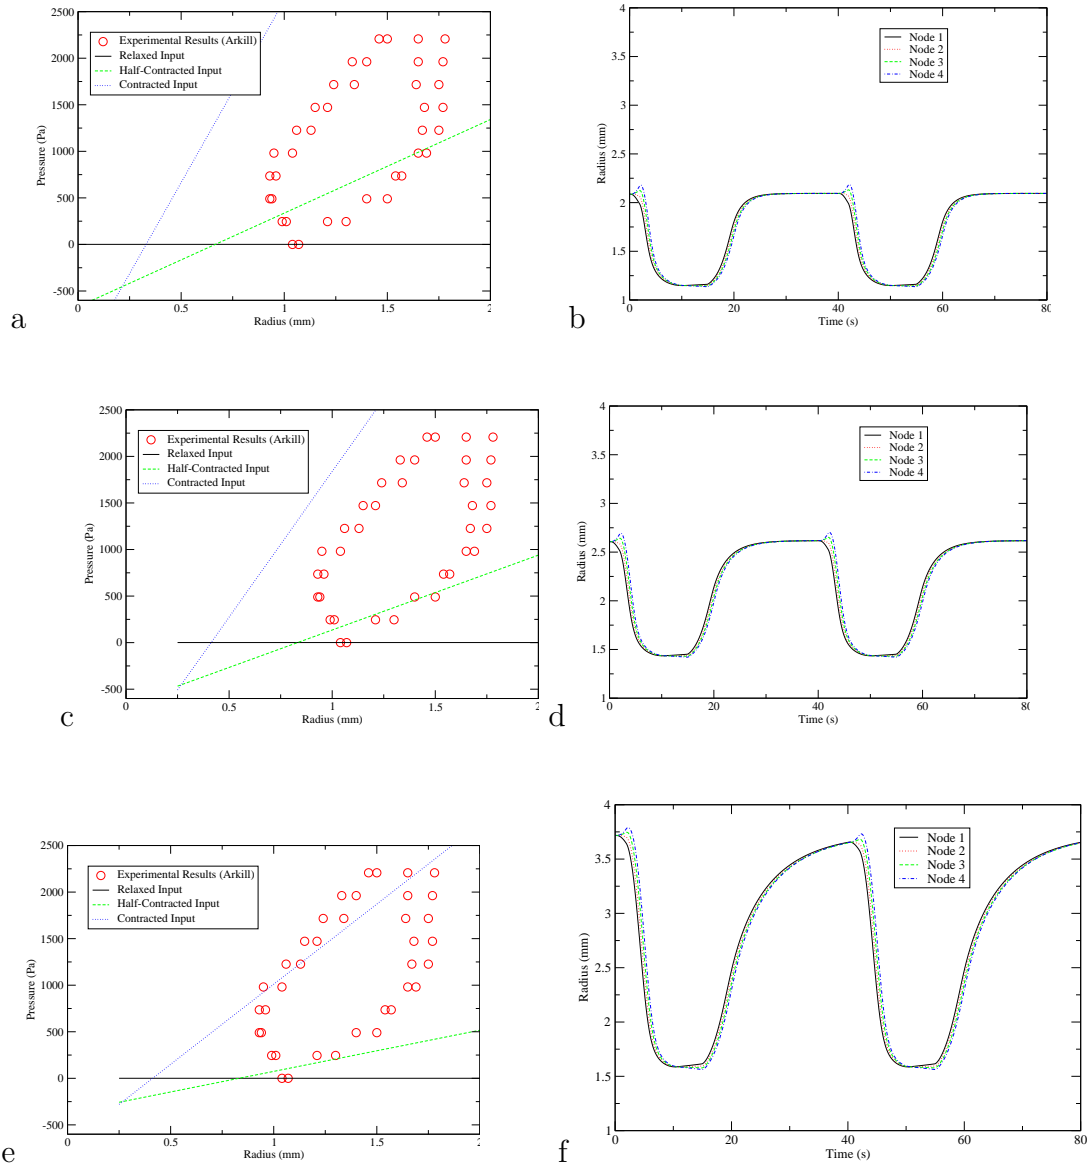 2500
2000
1500
1000
500
0
-500
Pressure (Pa)
Experimental Results (Arkill)
Relaxed Input
Half-Contracted Input
Contracted Input
0
0.5
1
1.5
2
Radius (mm)
a
4
3.5
3
2.5
2
1.5
1
Radius (mm)
Node 1
Node 2
Node 3
Node 4
0
20
40
60
80
Time (s)
b
2500
2000
1500
1000
500
0
-500
Pressure (Pa)
Experimental Results (Arkill)
Relaxed Input
Half-Contracted Input
Contracted Input
0
0.5
1
1.5
2
Radius (mm)
c
4
3.5
3
2.5
2
1.5
1
Radius (mm)
Node 1
Node 2
Node 3
Node 4
0
20
40
60
80
Time (s)
d
2500
2000
1500
1000
500
0
-500
Pressure (Pa)
Experimental Results (Arkill)
Relaxed Input
Half-Contracted Input
Contracted Input
0
0.5
1
1.5
2
Radius (mm)
e
4
3.5
3
2.5
2
1.5
1
Radius (mm)
Node 1
Node 2
Node 3
Node 4
0
20
40
60
80
Time (s)
f